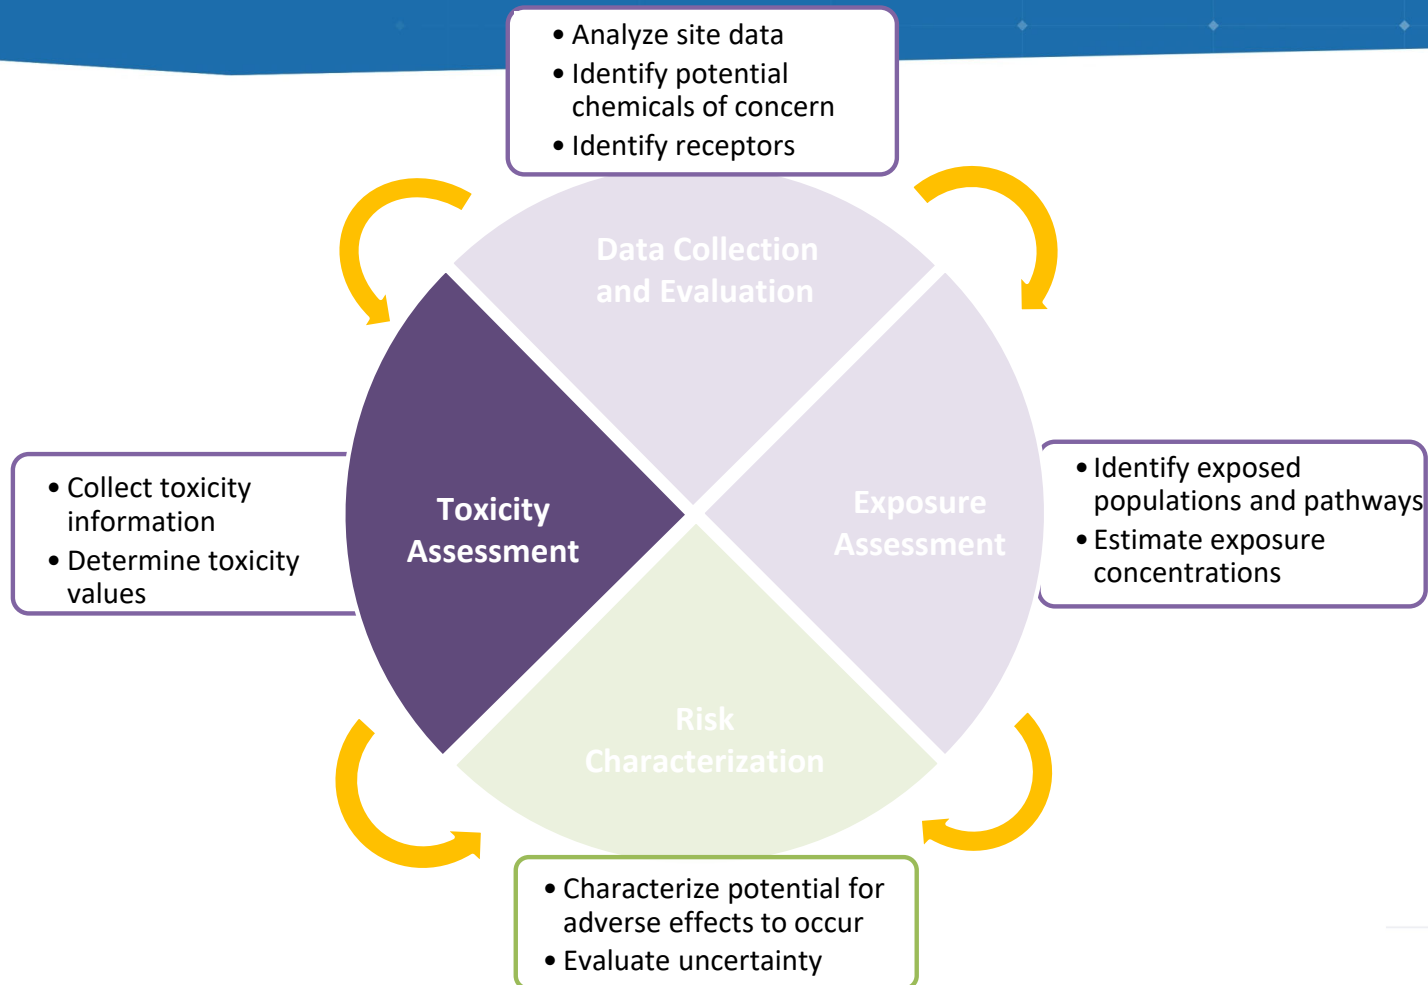 • Analyze site data
• Identify potential
chemicals of concern
• Identify receptors
Data Collection
and Evaluation
• Collect toxicity
information
• Determine toxicity
values
Toxicity
Assessment
Exposure
Assessment
• Identify exposed
populations and pathways
• Estimate exposure
concentrations
Risk
Characterization
• Characterize potential for
adverse effects to occur
• Evaluate uncertainty